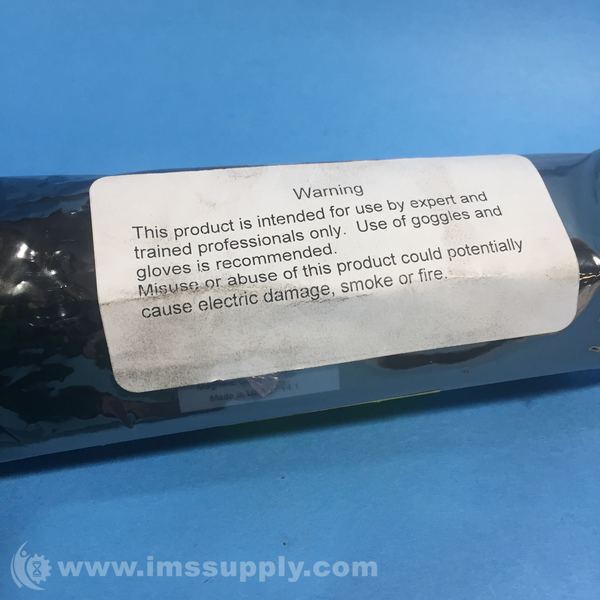 Warning
This product is intended for use by expert and
trained professionals only. Use of goggles and
gloves is recommended.
Misuse or abuse of this product could potentially
cause electric damage, smoke or fire.
Made
www.imssupply.com